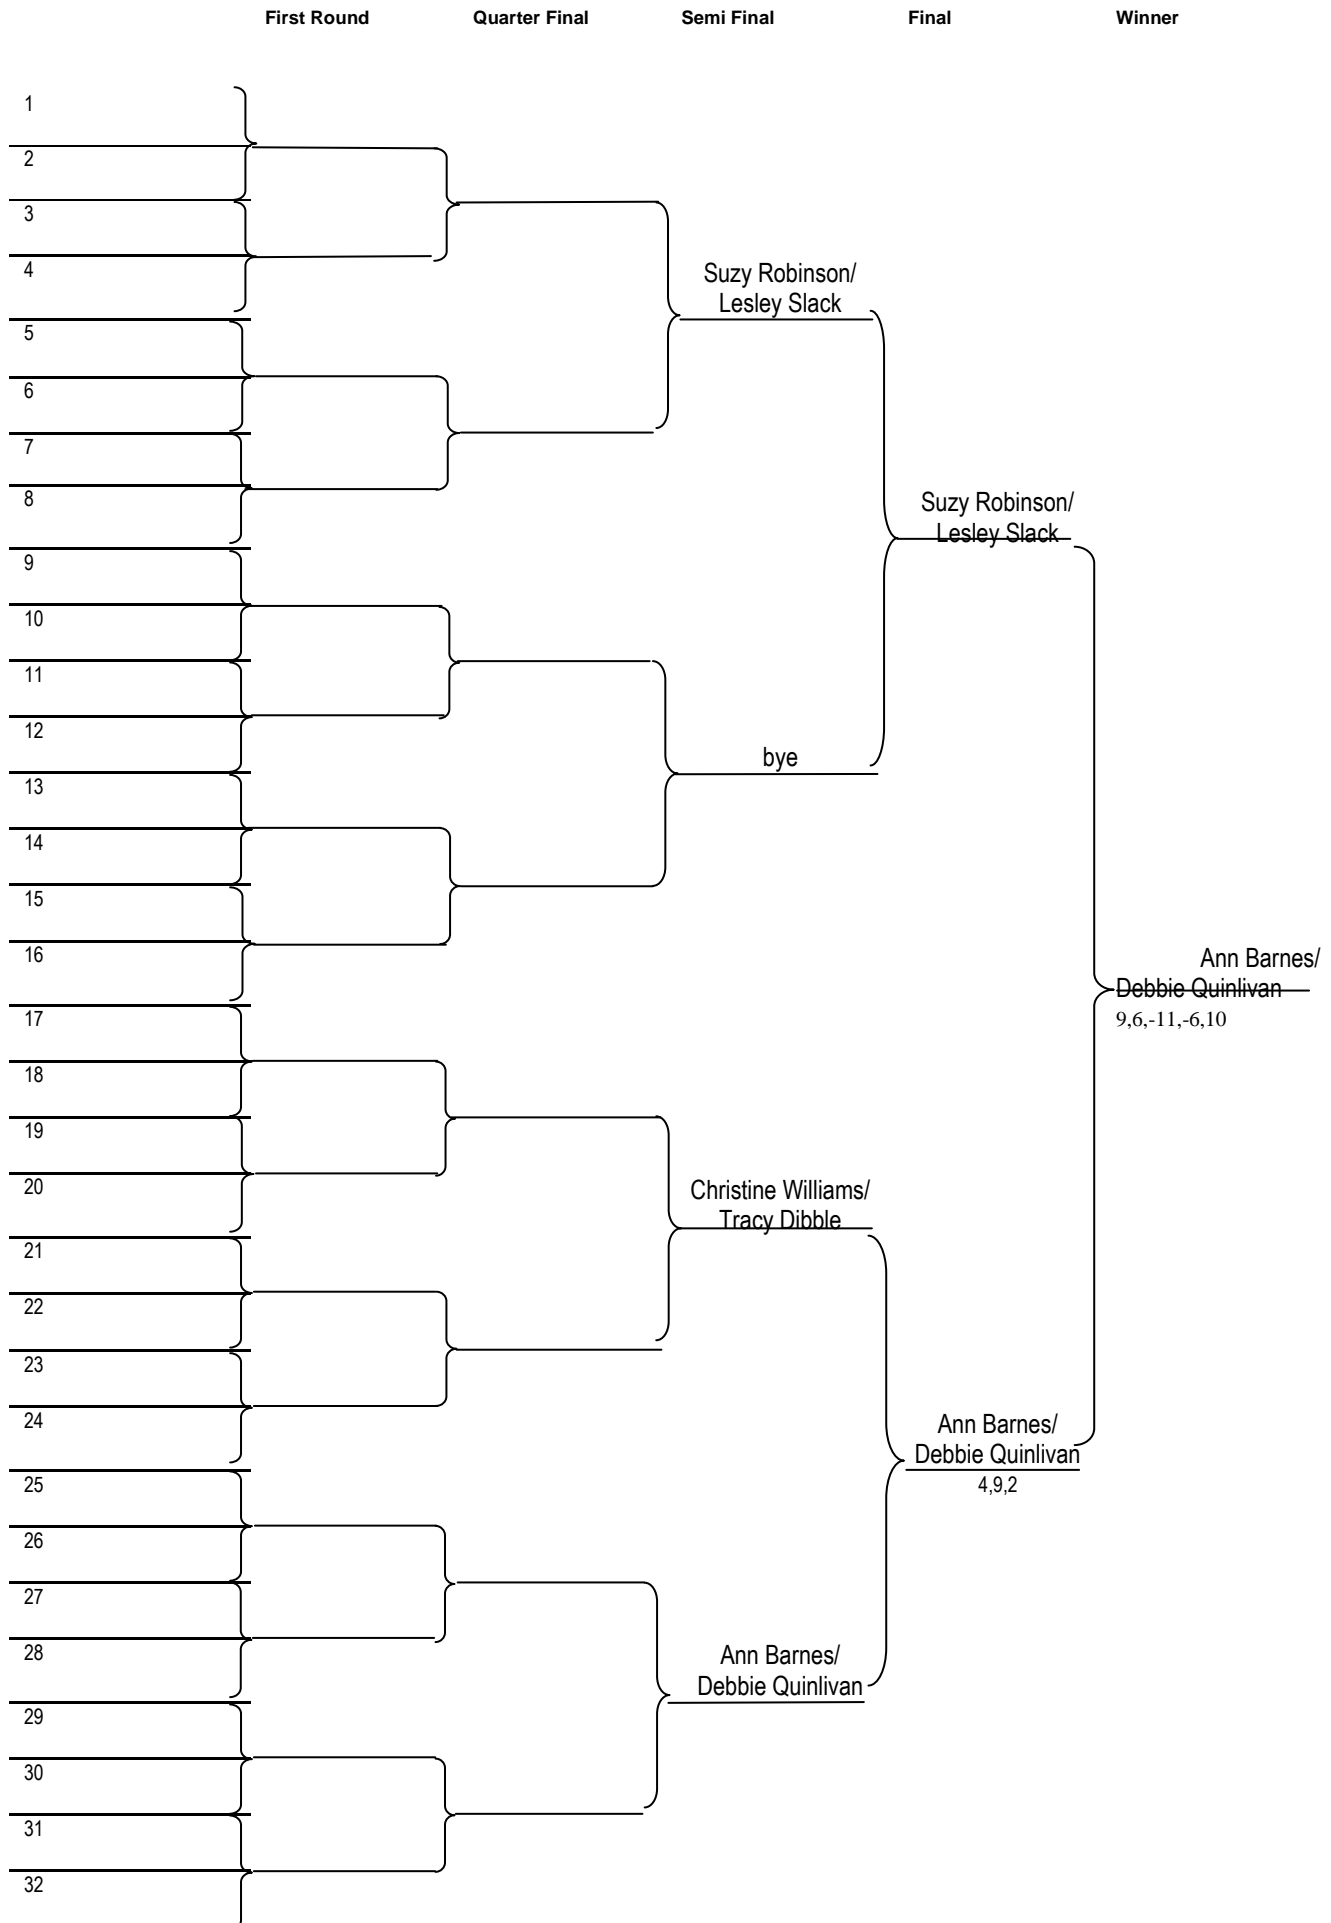 First Round Quarter Final Semi Final Final Winner
1
2
3
4
Suzy Robinson/
Lesley Slack
5
6
7
8
Suzy Robinson/
Lesley Slack
9
10
11
12
bye
13
14
15
16
Ann Barnes/
Debbie Quinlivan
9,6,-11,-6,10
17
18
19
20
Christine Williams/
Tracy Dibble
21
22
23
24
Ann Barnes/
Debbie Quinlivan
4,9,2
25
26
27
28
Ann Barnes/
Debbie Quinlivan
29
30
31
32